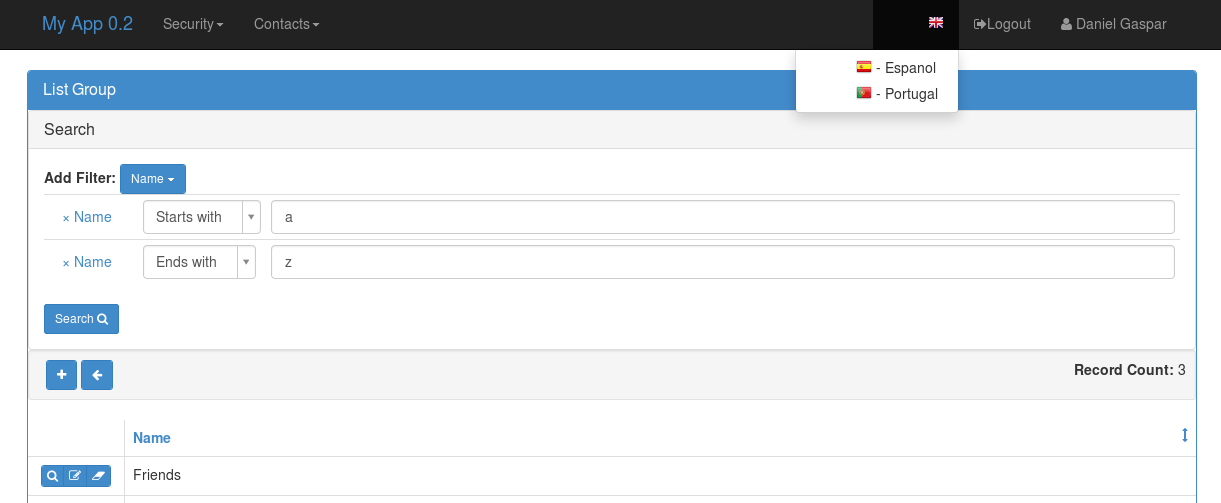 My App 0.2 Security Contacts Logout Daniel Gaspar
- Espanol
- Portugal
List Group
Search
Add Filter: Name
× Name Starts with a
× Name Ends with z
Search
Record Count: 3
Name
Friends